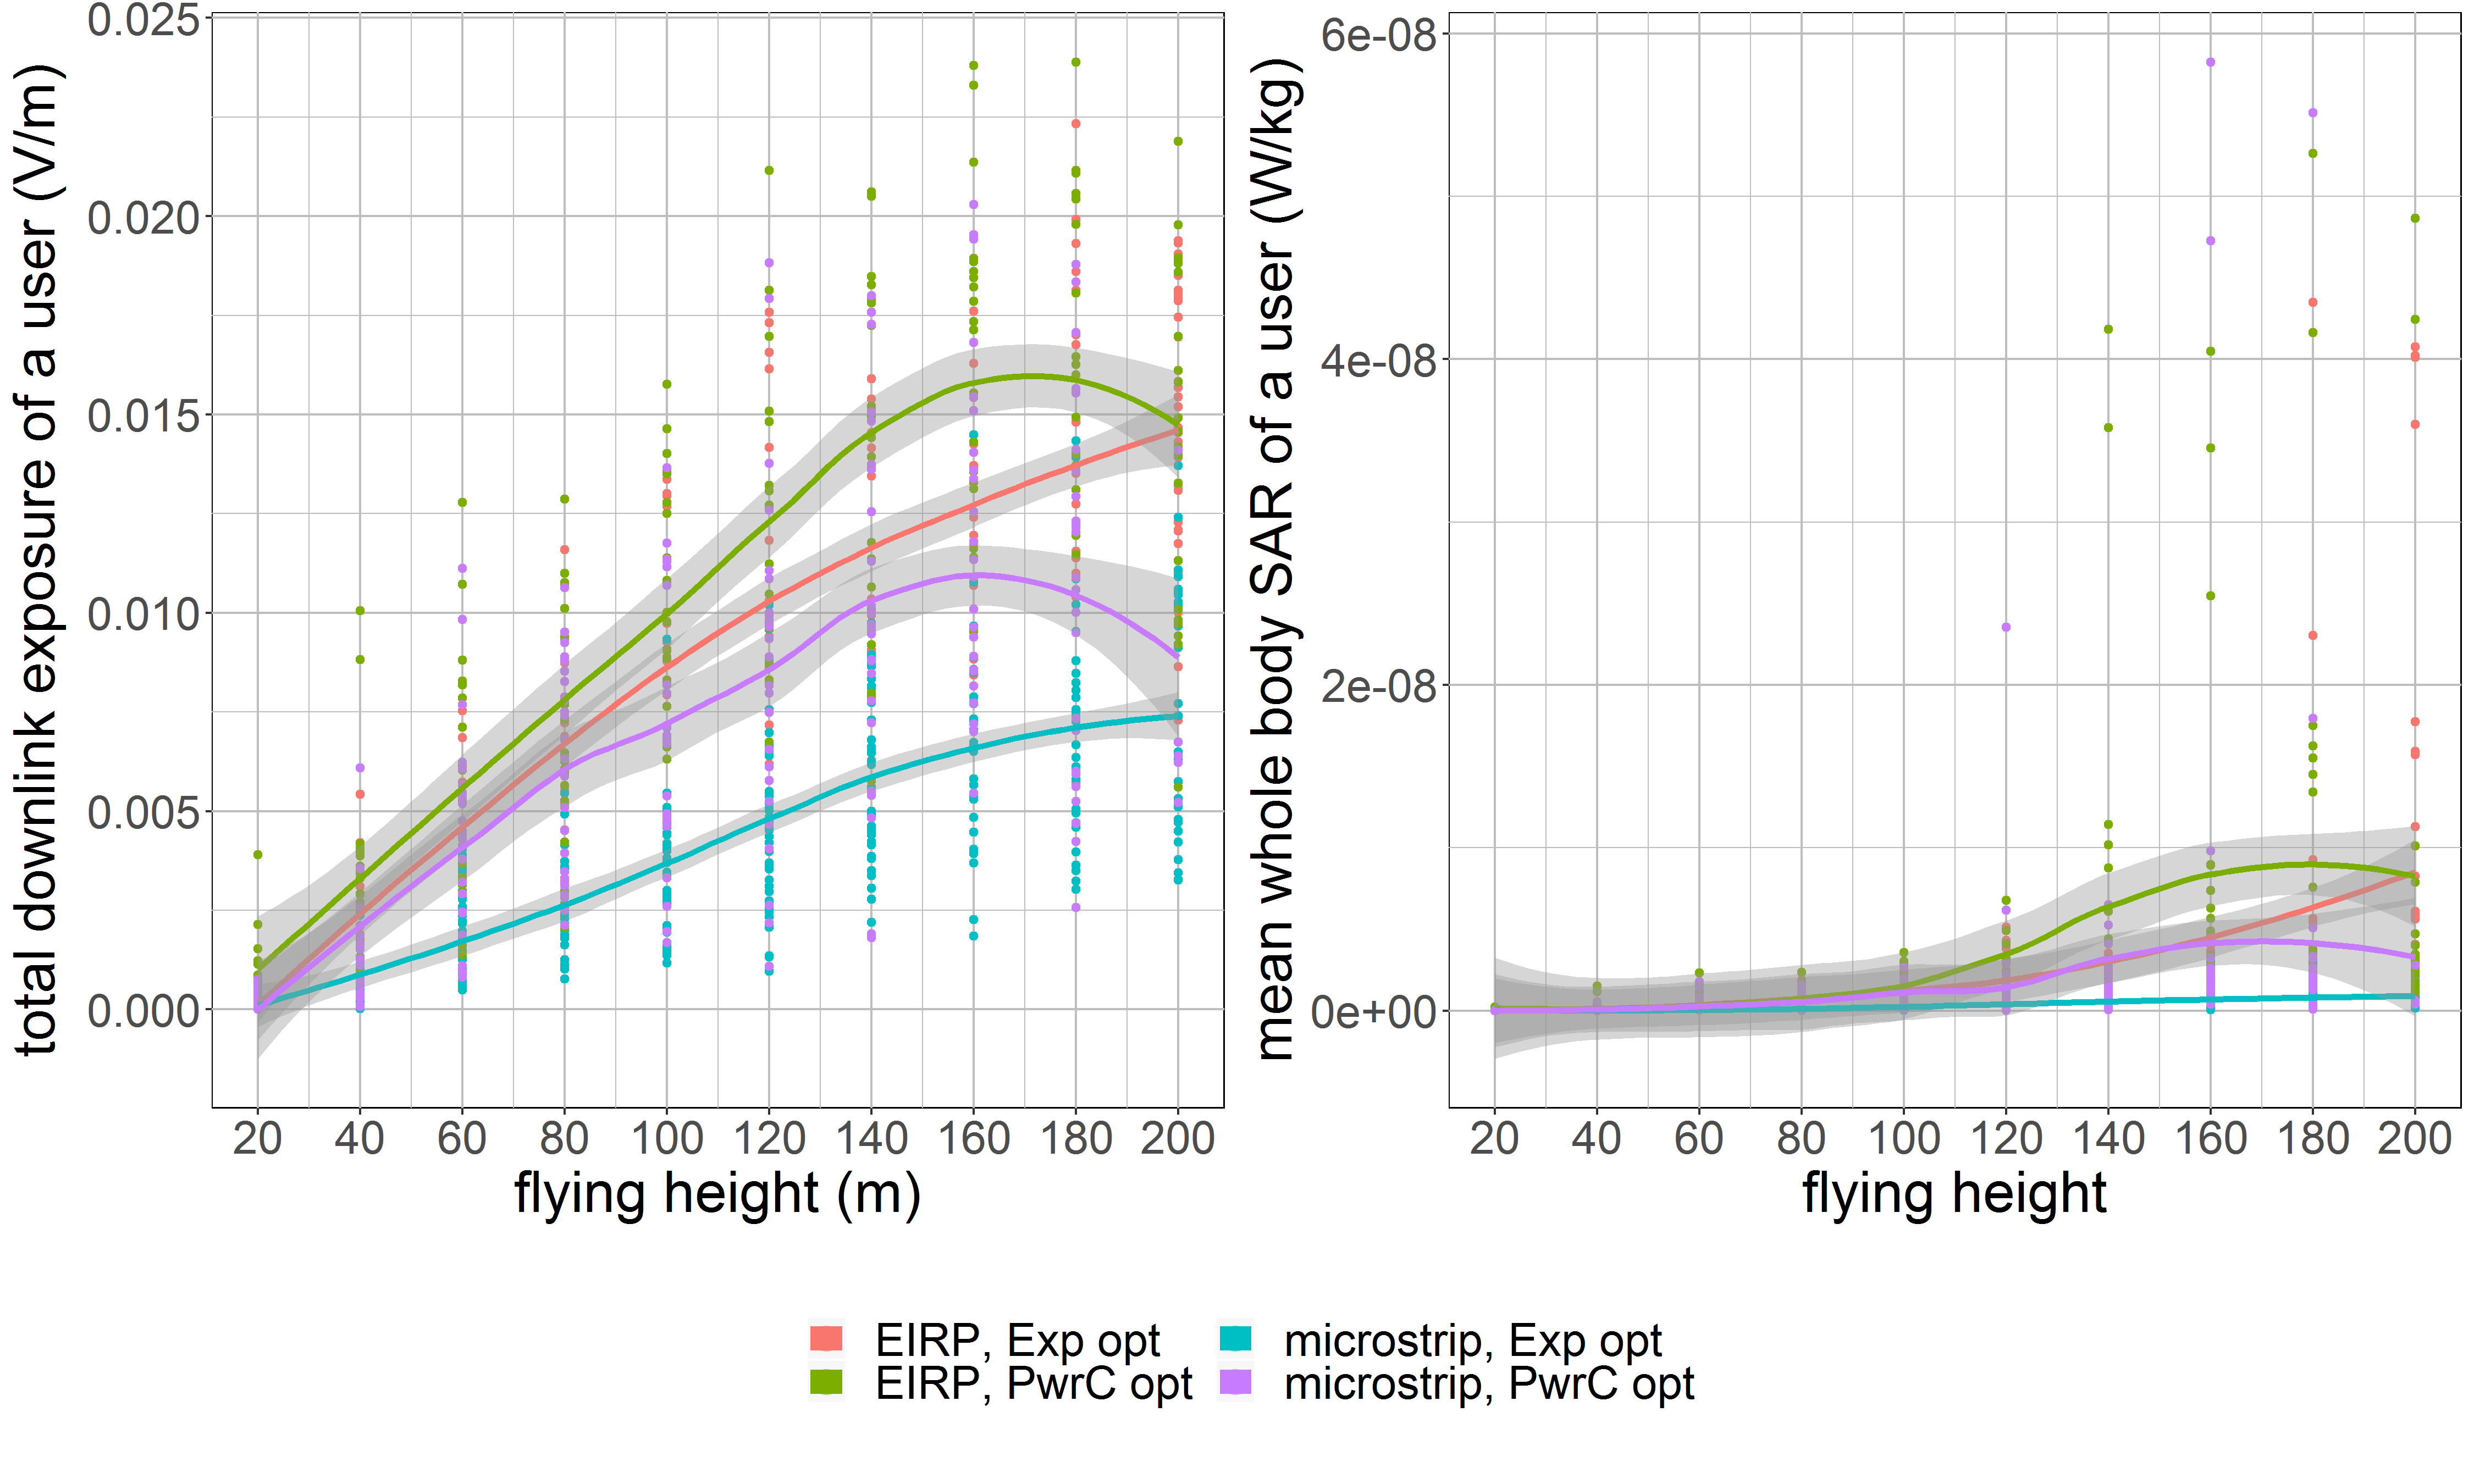 total downlink exposure of a user (V/m)
0.025
0.020
0.015
0.010
0.005
0.000
20 40 60 80 100 120 140 160 180 200
flying height (m)
mean whole body SAR of a user (W/kg)
6e-08
4e-08
2e-08
0e+00
20 40 60 80 100 120 140 160 180 200
flying height
EIRP, Exp opt
microstrip, Exp opt
EIRP, PwrC opt
microstrip, PwrC opt